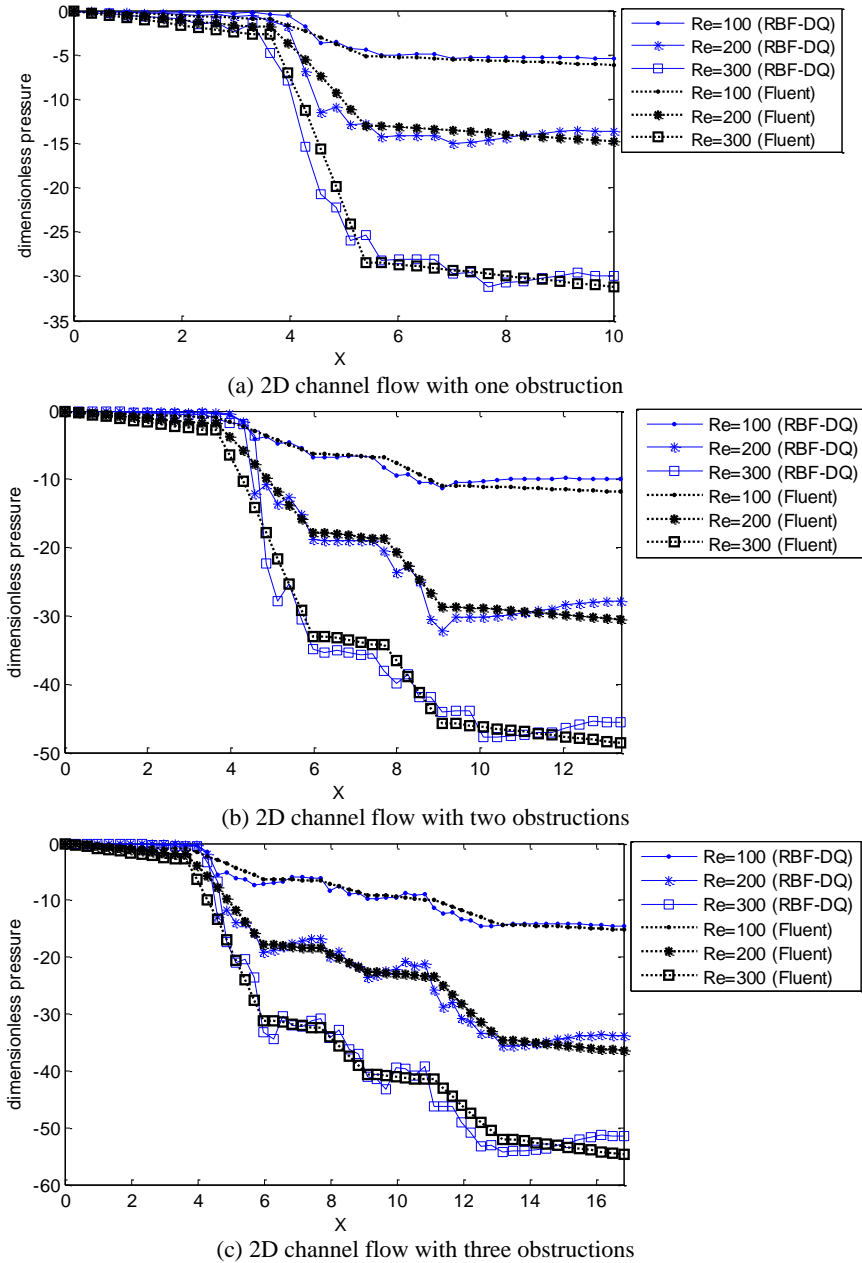 0
-5
-10
-15
-20
-25
-30
-35
dimensionless pressure
0 2 4 6 8 10
X
Re=100 (RBF-DQ)
Re=200 (RBF-DQ)
Re=300 (RBF-DQ)
Re=100 (Fluent)
Re=200 (Fluent)
Re=300 (Fluent)
(a) 2D channel flow with one obstruction
0
-10
-20
-30
-40
-50
dimensionless pressure
0 2 4 6 8 10 12
X
Re=100 (RBF-DQ)
Re=200 (RBF-DQ)
Re=300 (RBF-DQ)
Re=100 (Fluent)
Re=200 (Fluent)
Re=300 (Fluent)
(b) 2D channel flow with two obstructions
0
-10
-20
-30
-40
-50
-60
dimensionless pressure
0 2 4 6 8 10 12 14 16
X
Re=100 (RBF-DQ)
Re=200 (RBF-DQ)
Re=300 (RBF-DQ)
Re=100 (Fluent)
Re=200 (Fluent)
Re=300 (Fluent)
(c) 2D channel flow with three obstructions